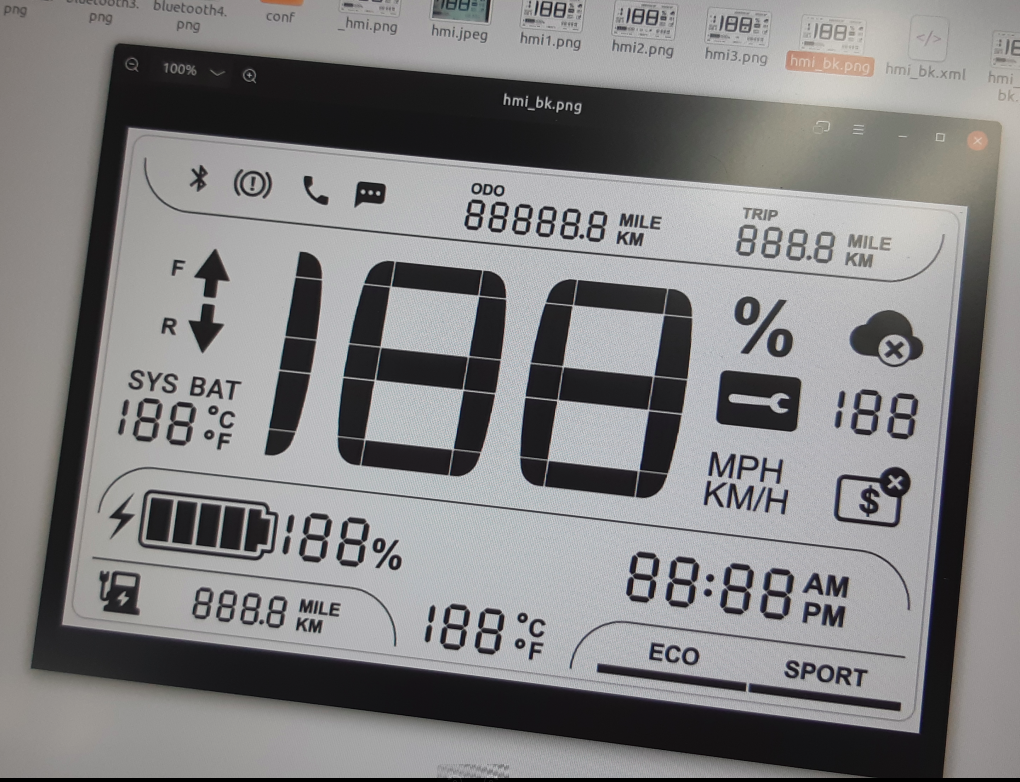 png
bluetooth3.
png
bluetooth4.
png
conf
_hmi.png
hmi.jpeg
hmi1.png
hmi2.png
hmi3.png
hmi_bk.png
hmi_bk.xml
hmi_
bk.
100%
hmi_bk.png
ODO
88888.8 MILE
KM
TRIP
888.8 MILE
KM
F
R
188
%
SYS BAT
188 °C
°F
188
MPH
KM/H
$
188%
88:88 AM
PM
888.8 MILE
KM
188 °C
°F
ECO
SPORT